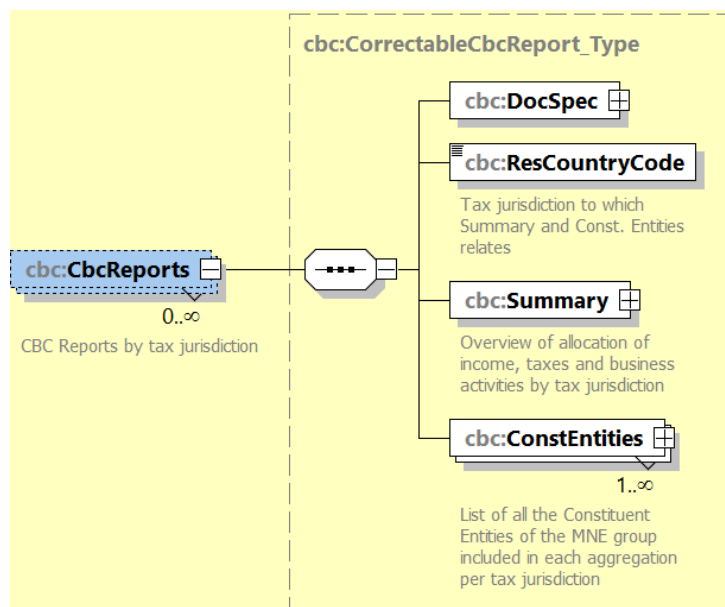 cbc:CorrectableCbcReport_Type
cbc:DocSpec
cbc:ResCountryCode
Tax jurisdiction to which
Summary and Const. Entities
relates
cbc:CbcReports
0..∞
CBC Reports by tax jurisdiction
cbc:Summary
Overview of allocation of
income, taxes and business
activities by tax jurisdiction
cbc:ConstEntities
1..∞
List of all the Constituent
Entities of the MNE group
included in each aggregation
per tax jurisdiction